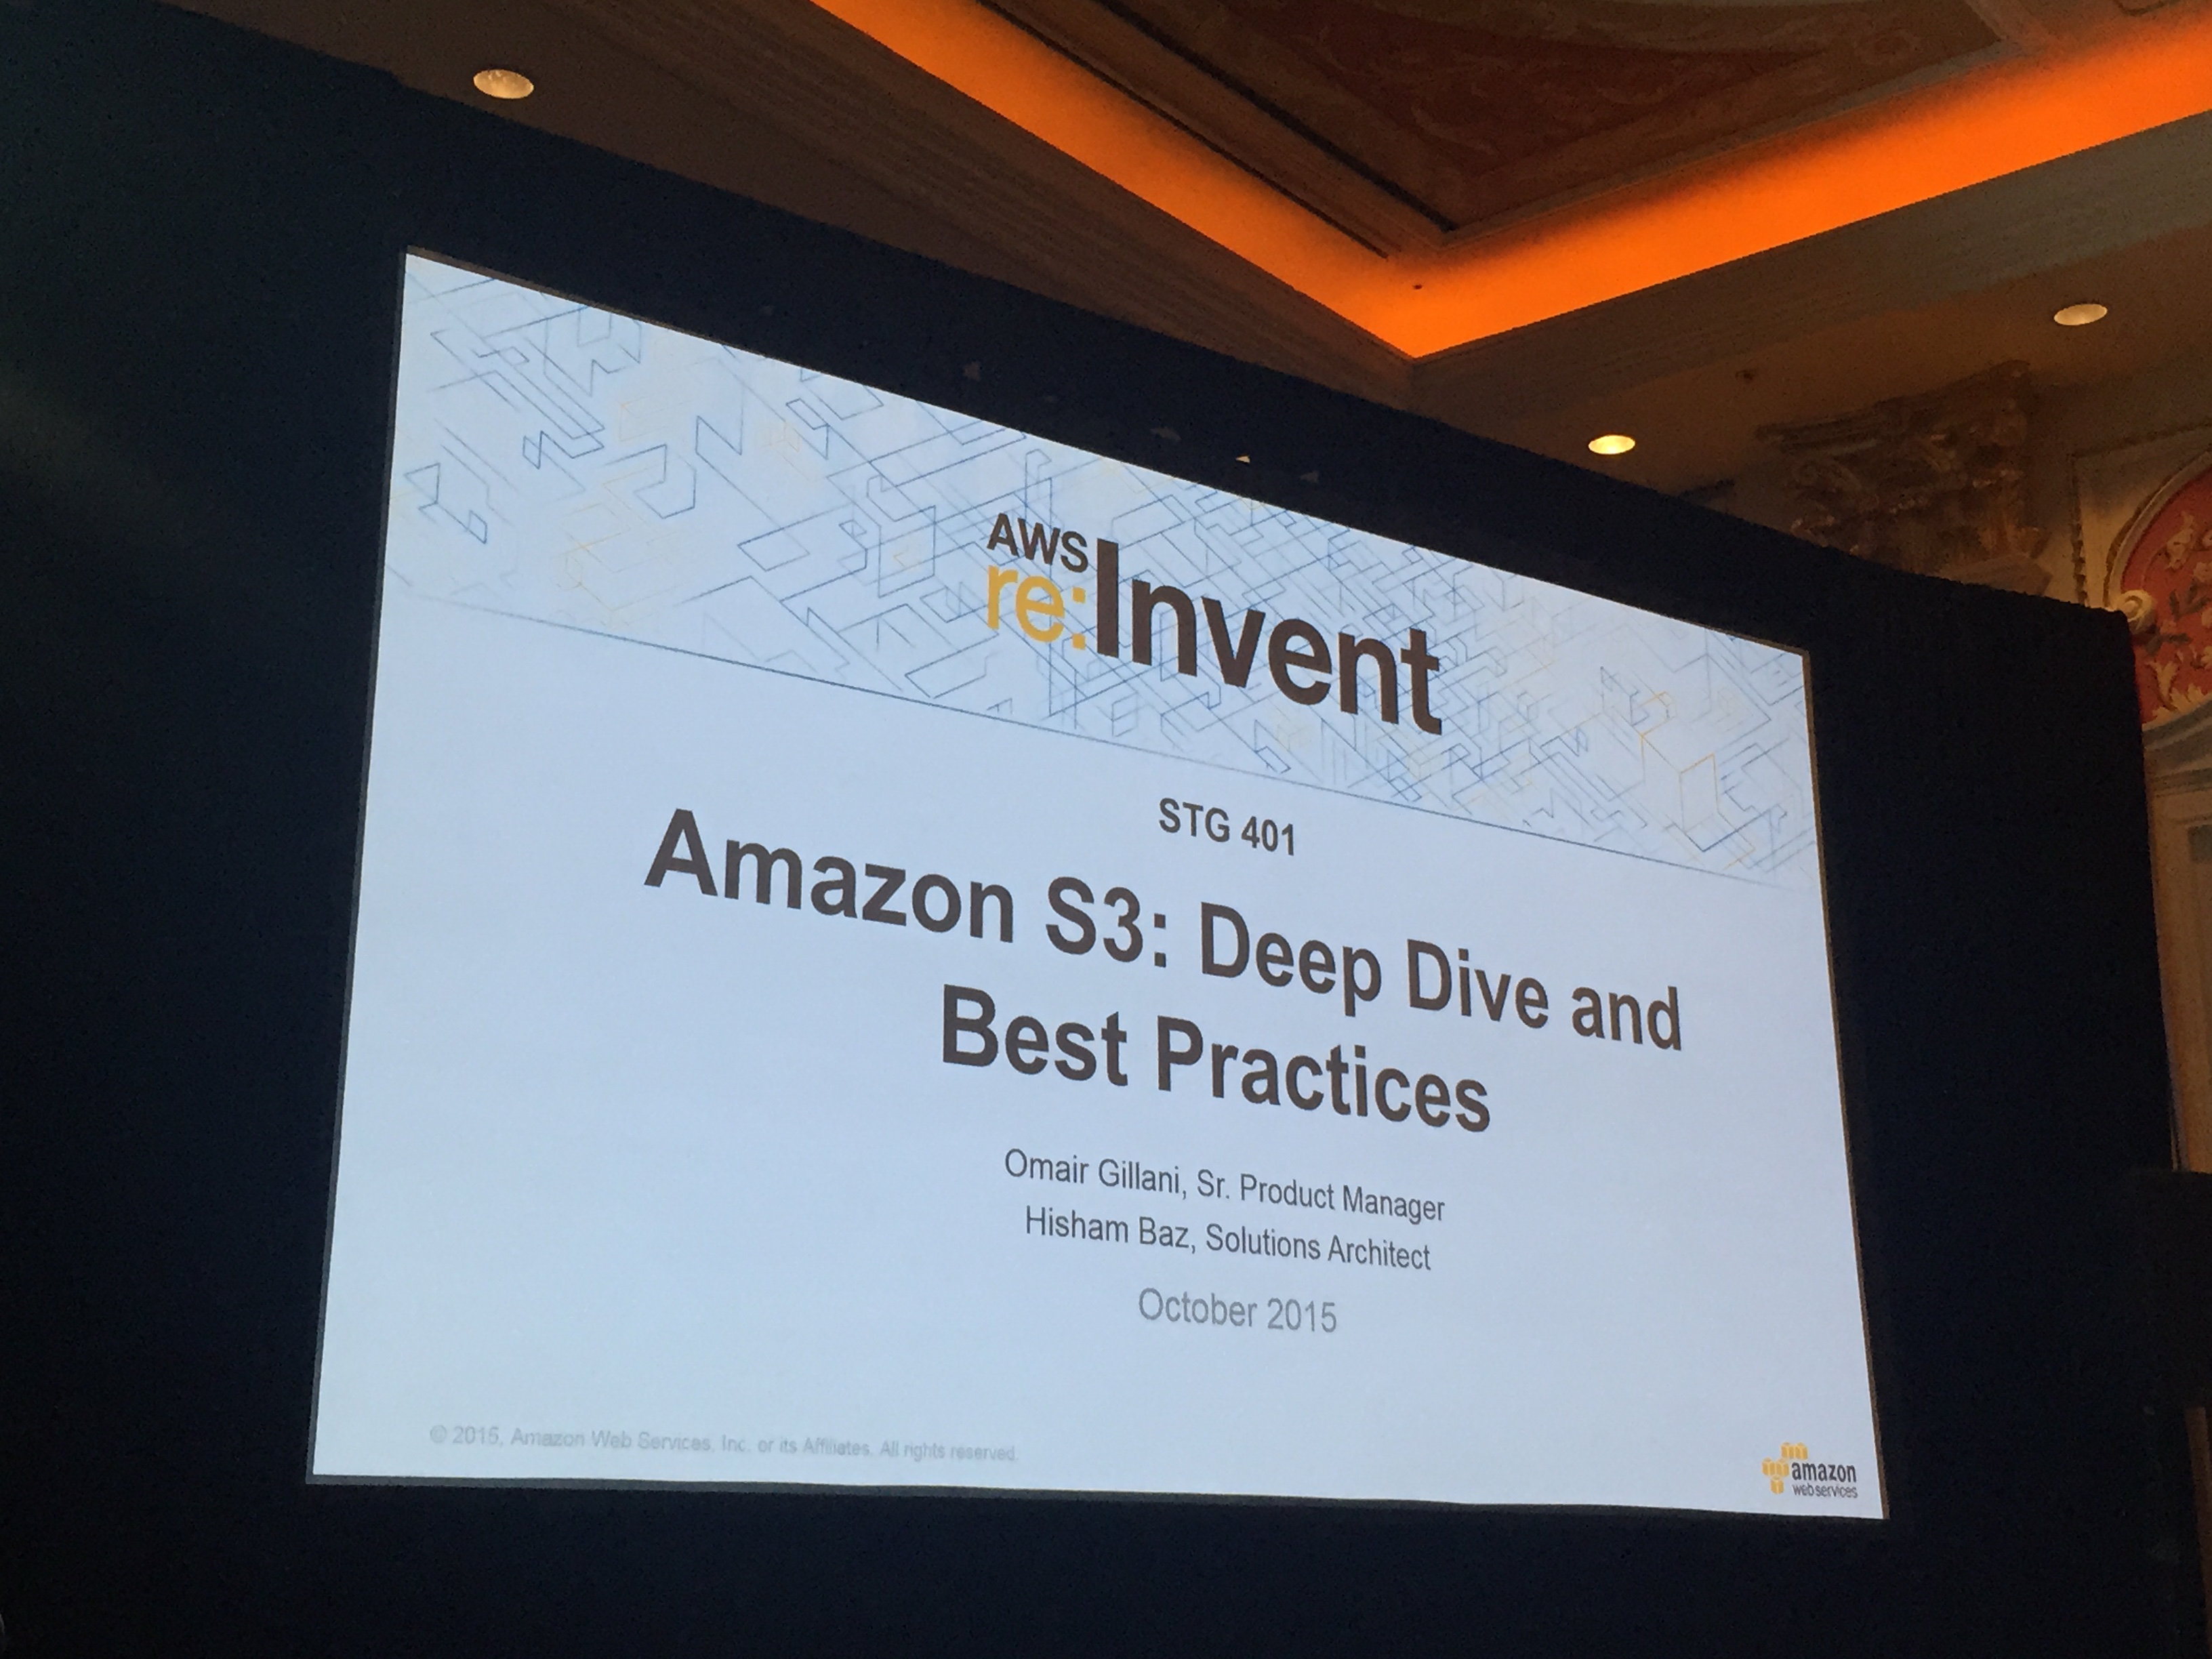 AWS
re:Invent
STG 401
Amazon S3: Deep Dive and
Best Practices
Omair Gillani, Sr. Product Manager
Hisham Baz, Solutions Architect
October 2015
© 2015, Amazon Web Services, Inc. or its Affiliates. All rights reserved.
amazon
web services